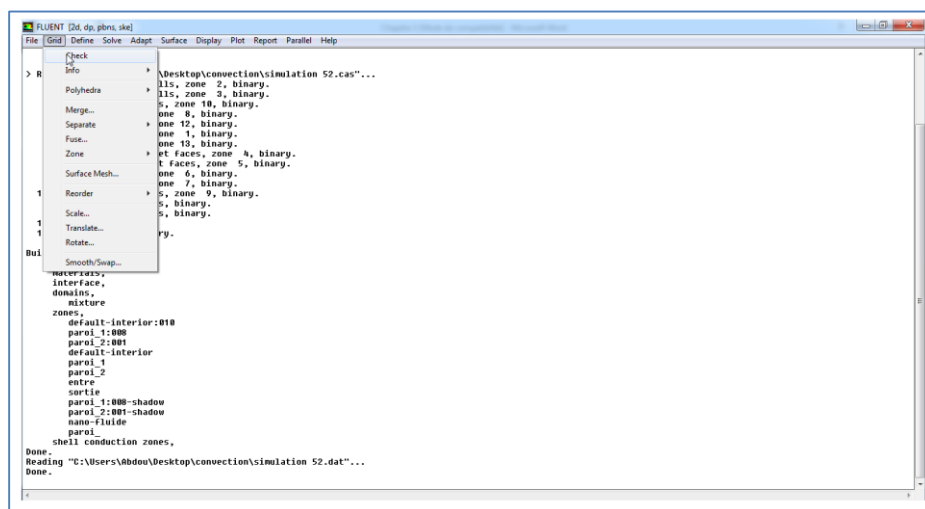 FLUENT [2d, dp, pbns, ske]
File Grid Define Solve Adapt Surface Display Plot Report Parallel Help
Check
Info
Polyhedra
Merge...
Separate
Fuse...
Zone
Surface Mesh...
Reorder
Scale...
Translate...
Rotate...
Smooth/Swap...
> R \Desktop\convection\simulation 52.cas"...
lls, zone 2, binary.
lls, zone 3, binary.
s, zone 10, binary.
one 8, binary.
one 12, binary.
one 1, binary.
one 13, binary.
et faces, zone 4, binary.
t faces, zone 5, binary.
one 6, binary.
one 7, binary.
1 s, zone 9, binary.
s, binary.
s, binary.
1
1 ry.
Bui
materials,
interface,
domains,
mixture
zones,
default-interior:010
paroi_1:008
paroi_2:001
default-interior
paroi_1
paroi_2
entre
sortie
paroi_1:008-shadow
paroi_2:001-shadow
nano-fluide
paroi_
shell conduction zones,
Done.
Reading "C:\Users\Abdou\Desktop\convection\simulation 52.dat"...
Done.